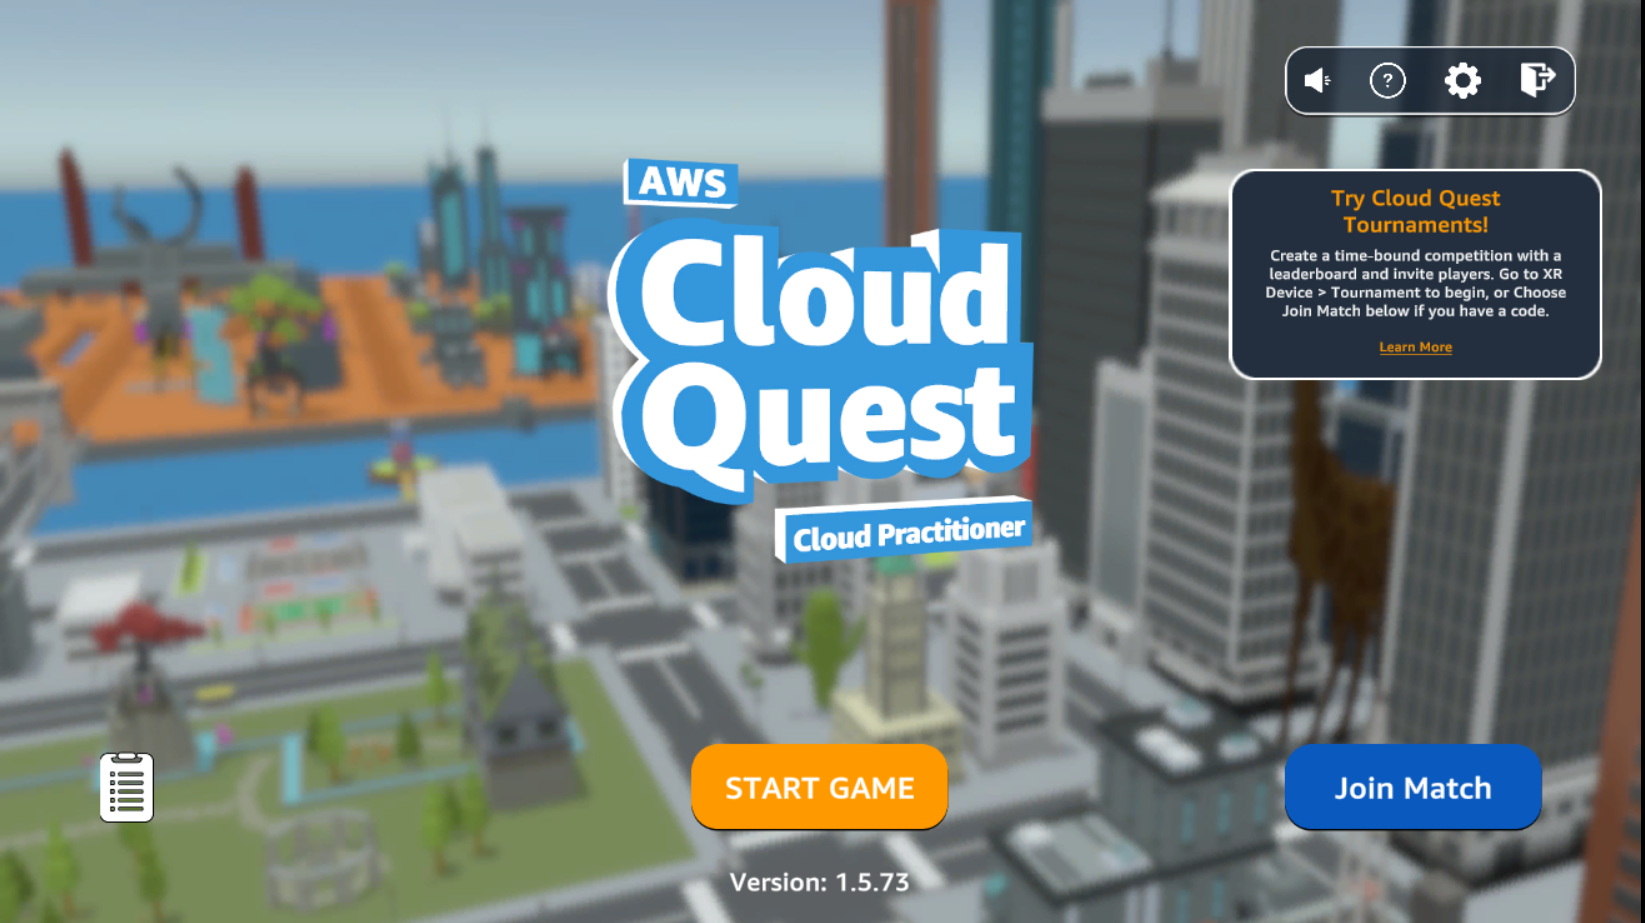 AWS
Cloud
Quest
Cloud Practitioner
?
Try Cloud Quest
Tournaments!
Create a time-bound competition with a
leaderboard and invite players. Go to XR
Device > Tournament to begin, or Choose
Join Match below if you have a code.
Learn More
START GAME
Join Match
Version: 1.5.73